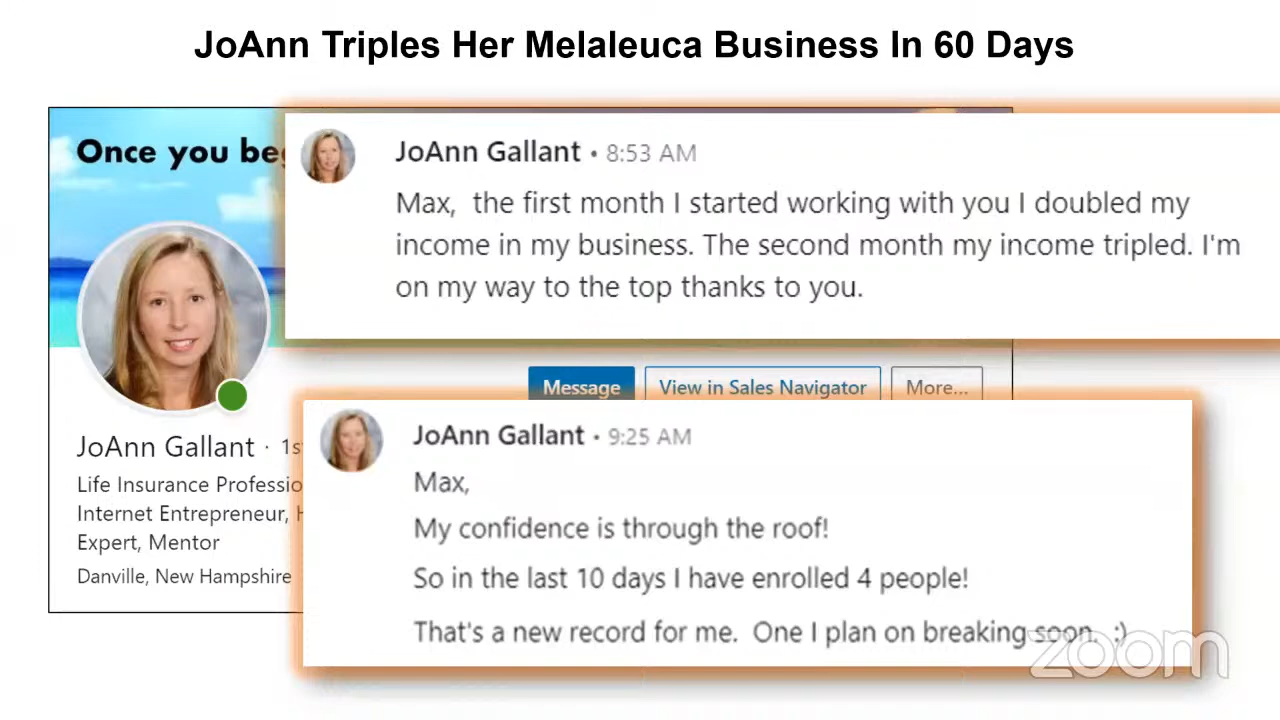 JoAnn Triples Her Melaleuca Business In 60 Days
Once you be
JoAnn Gallant • 8:53 AM
Max, the first month I started working with you I doubled my
income in my business. The second month my income tripled. I'm
on my way to the top thanks to you.
Message
View in Sales Navigator
More...
JoAnn Gallant · 1s
Life Insurance Professio
Internet Entrepreneur, H
Expert, Mentor
Danville, New Hampshire
JoAnn Gallant • 9:25 AM
Max,
My confidence is through the roof!
So in the last 10 days I have enrolled 4 people!
That's a new record for me. One I plan on breaking soon. :)
zoom